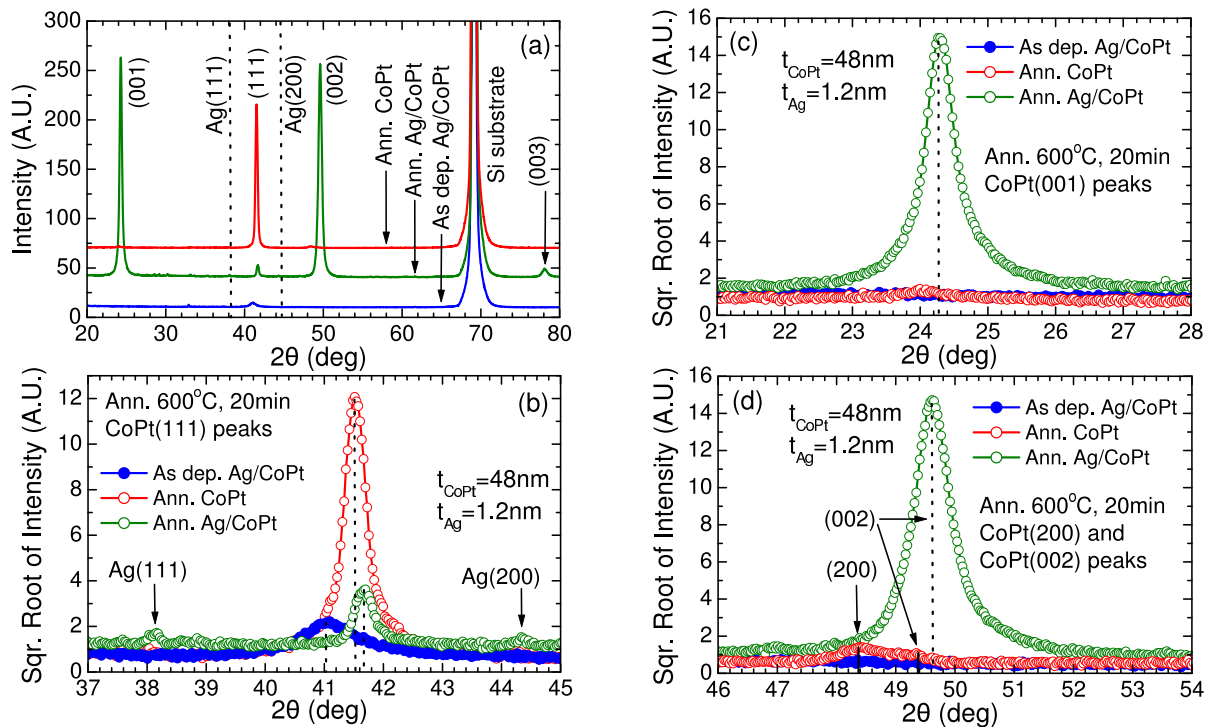 (a)
300
250
200
150
100
50
0
Intensity (A.U.)
20 30 40 50 60 70 80
2θ (deg)
(001)
Ag(111)
(111)
Ag(200)
(002)
Ann. CoPt
Ann. Ag/CoPt
As dep. Ag/CoPt
Si substrate
(003)
(c)
16
14
12
10
8
6
4
2
0
Sqr. Root of Intensity (A.U.)
t_CoPt=48nm
t_Ag=1.2nm
As dep. Ag/CoPt
Ann. CoPt
Ann. Ag/CoPt
Ann. 600°C, 20min
CoPt(001) peaks
21 22 23 24 25 26 27 28
2θ (deg)
(b)
12
10
8
6
4
2
0
Sqr. Root of Intensity (A.U.)
Ann. 600°C, 20min
CoPt(111) peaks
As dep. Ag/CoPt
Ann. CoPt
Ann. Ag/CoPt
t_CoPt=48nm
t_Ag=1.2nm
Ag(111)
Ag(200)
37 38 39 40 41 42 43 44 45
2θ (deg)
(d)
16
14
12
10
8
6
4
2
0
Sqr. Root of Intensity (A.U.)
t_CoPt=48nm
t_Ag=1.2nm
As dep. Ag/CoPt
Ann. CoPt
Ann. Ag/CoPt
(002)
(200)
Ann. 600°C, 20min
CoPt(200) and
CoPt(002) peaks
46 47 48 49 50 51 52 53 54
2θ (deg)